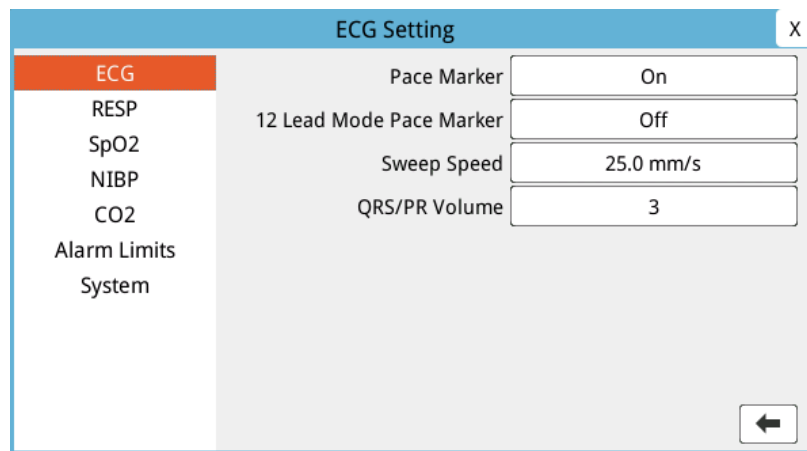 ECG Setting
X
ECG
RESP
SpO2
NIBP
CO2
Alarm Limits
System
Pace Marker On
12 Lead Mode Pace Marker Off
Sweep Speed 25.0 mm/s
QRS/PR Volume 3